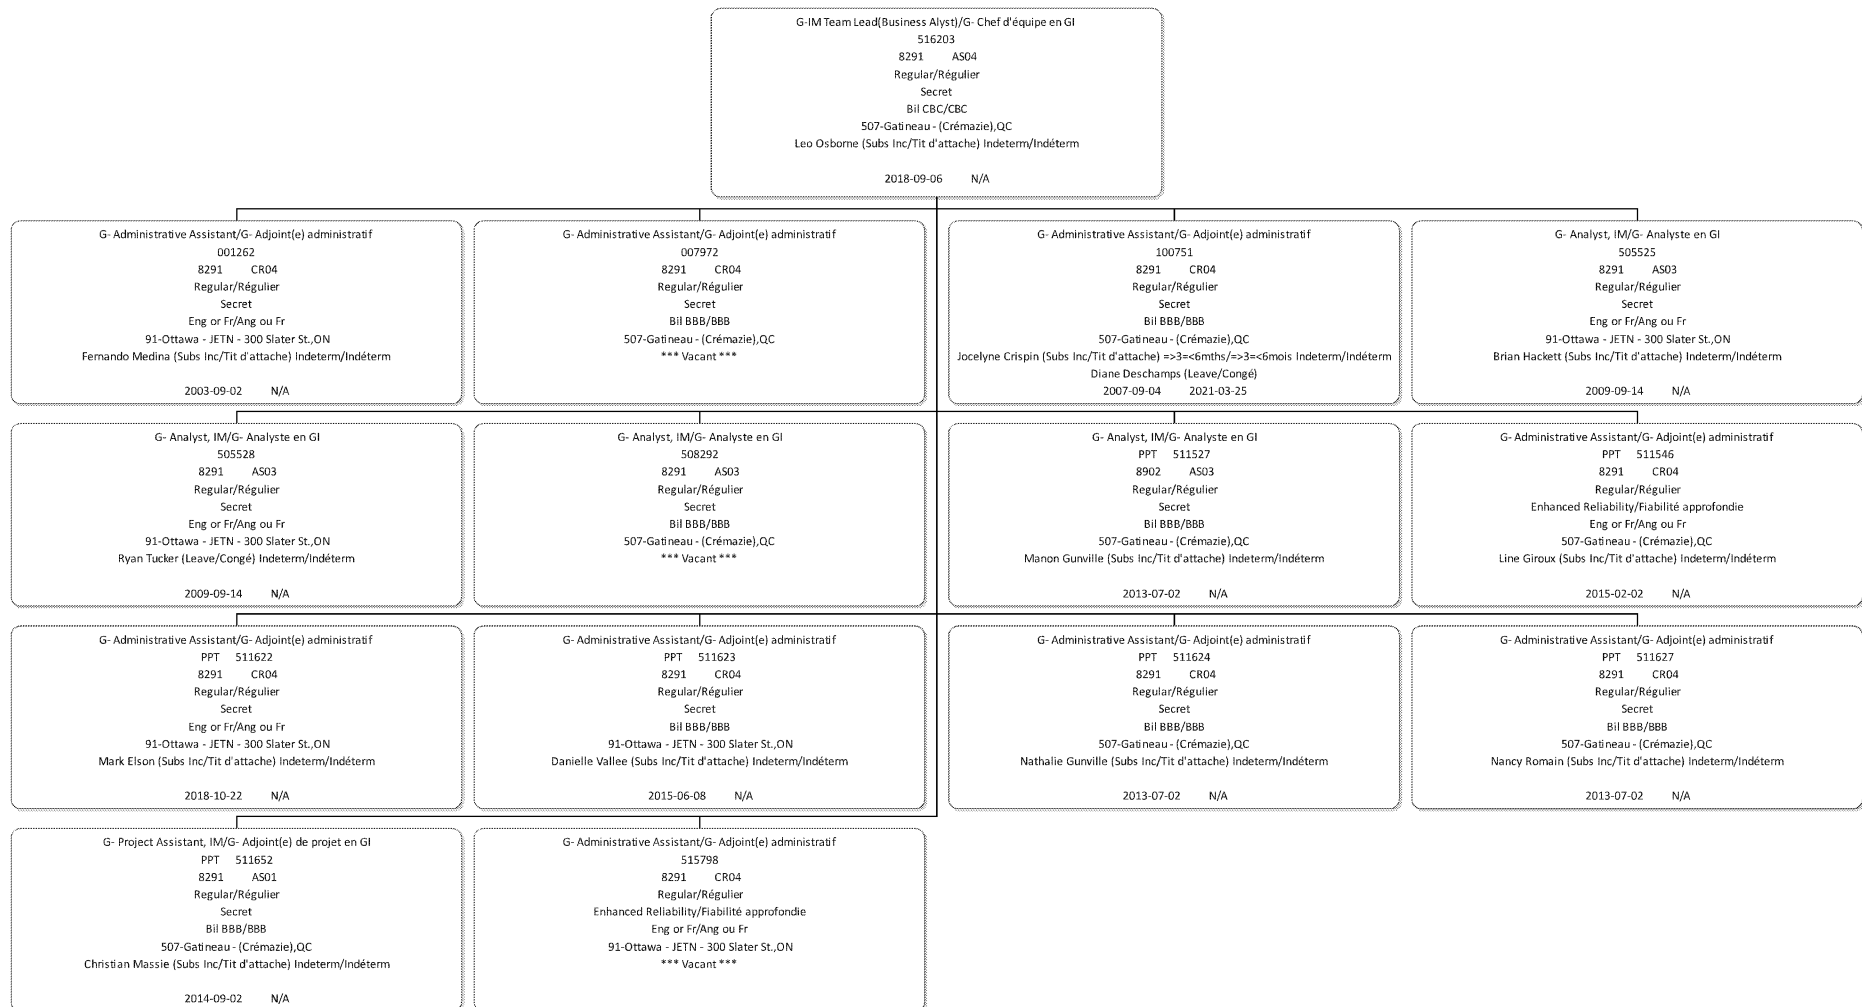 G-IM Team Lead(Business Alyst)/G- Chef d'équipe en GI
516203
8291 AS04
Regular/Régulier
Secret
Bil CBC/CBC
507-Gatineau - (Crémazie),QC
Leo Osborne (Subs Inc/Tit d'attache) Indeterm/Indéterm
2018-09-06 N/A
G- Administrative Assistant/G- Adjoint(e) administratif
001262
8291 CR04
Regular/Régulier
Secret
Eng or Fr/Ang ou Fr
91-Ottawa - JETN - 300 Slater St.,ON
Fernando Medina (Subs Inc/Tit d'attache) Indeterm/Indéterm
2003-09-02 N/A
G- Administrative Assistant/G- Adjoint(e) administratif
007972
8291 CR04
Regular/Régulier
Secret
Bil BBB/BBB
507-Gatineau - (Crémazie),QC
*** Vacant ***
G- Administrative Assistant/G- Adjoint(e) administratif
100751
8291 CR04
Regular/Régulier
Secret
Bil BBB/BBB
507-Gatineau - (Crémazie),QC
Jocelyne Crispin (Subs Inc/Tit d'attache) =>3=<6mths/=>3=<6mois Indeterm/Indéterm
Diane Deschamps (Leave/Congé)
2007-09-04 2021-03-25
G- Analyst, IM/G- Analyste en GI
505525
8291 AS03
Regular/Régulier
Secret
Eng or Fr/Ang ou Fr
91-Ottawa - JETN - 300 Slater St.,ON
Brian Hackett (Subs Inc/Tit d'attache) Indeterm/Indéterm
2009-09-14 N/A
G- Analyst, IM/G- Analyste en GI
505528
8291 AS03
Regular/Régulier
Secret
Eng or Fr/Ang ou Fr
91-Ottawa - JETN - 300 Slater St.,ON
Ryan Tucker (Leave/Congé) Indeterm/Indéterm
2009-09-14 N/A
G- Analyst, IM/G- Analyste en GI
508292
8291 AS03
Regular/Régulier
Secret
Bil BBB/BBB
507-Gatineau - (Crémazie),QC
*** Vacant ***
G- Analyst, IM/G- Analyste en GI
PPT 511527
8902 AS03
Regular/Régulier
Secret
Bil BBB/BBB
507-Gatineau - (Crémazie),QC
Manon Gunville (Subs Inc/Tit d'attache) Indeterm/Indéterm
2013-07-02 N/A
G- Administrative Assistant/G- Adjoint(e) administratif
PPT 511546
8291 CR04
Regular/Régulier
Enhanced Reliability/Fiabilité approfondie
Eng or Fr/Ang ou Fr
507-Gatineau - (Crémazie),QC
Line Giroux (Subs Inc/Tit d'attache) Indeterm/Indéterm
2015-02-02 N/A
G- Administrative Assistant/G- Adjoint(e) administratif
PPT 511622
8291 CR04
Regular/Régulier
Secret
Eng or Fr/Ang ou Fr
91-Ottawa - JETN - 300 Slater St.,ON
Mark Elson (Subs Inc/Tit d'attache) Indeterm/Indéterm
2018-10-22 N/A
G- Administrative Assistant/G- Adjoint(e) administratif
PPT 511623
8291 CR04
Regular/Régulier
Secret
Bil BBB/BBB
91-Ottawa - JETN - 300 Slater St.,ON
Danielle Vallee (Subs Inc/Tit d'attache) Indeterm/Indéterm
2015-06-08 N/A
G- Administrative Assistant/G- Adjoint(e) administratif
PPT 511624
8291 CR04
Regular/Régulier
Secret
Bil BBB/BBB
507-Gatineau - (Crémazie),QC
Nathalie Gunville (Subs Inc/Tit d'attache) Indeterm/Indéterm
2013-07-02 N/A
G- Administrative Assistant/G- Adjoint(e) administratif
PPT 511627
8291 CR04
Regular/Régulier
Secret
Bil BBB/BBB
507-Gatineau - (Crémazie),QC
Nancy Romain (Subs Inc/Tit d'attache) Indeterm/Indéterm
2013-07-02 N/A
G- Project Assistant, IM/G- Adjoint(e) de projet en GI
PPT 511652
8291 AS01
Regular/Régulier
Secret
Bil BBB/BBB
507-Gatineau - (Crémazie),QC
Christian Massie (Subs Inc/Tit d'attache) Indeterm/Indéterm
2014-09-02 N/A
G- Administrative Assistant/G- Adjoint(e) administratif
515798
8291 CR04
Regular/Régulier
Enhanced Reliability/Fiabilité approfondie
Eng or Fr/Ang ou Fr
91-Ottawa - JETN - 300 Slater St.,ON
*** Vacant ***